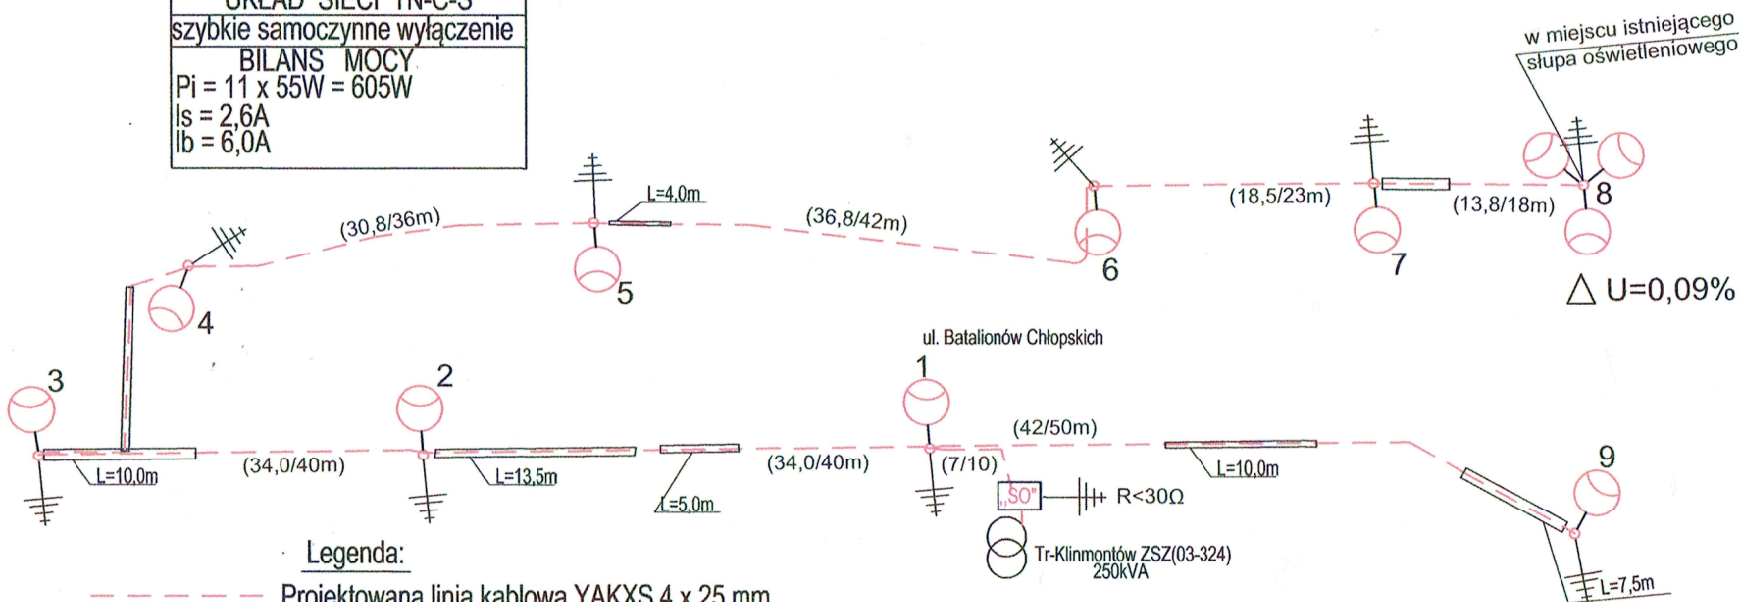 UKŁAD SIECI TN-C-S
szybkie samoczynne wyłączenie
BILANS MOCY
Pi = 11 x 55W = 605W
Is = 2,6A
Ib = 6,0A
w miejscu istniejącego
słupa oświetleniowego
L=4,0m
(30,8/36m)
(36,8/42m)
(18,5/23m)
(13,8/18m)
4
5
6
7
8
△ U=0,09%
ul. Batalionów Chłopskich
3
2
1
9
(34,0/40m)
(34,0/40m)
(42/50m)
(7/10)
L=10,0m
L=13,5m
L=5,0m
L=10,0m
L=7,5m
„SO"
R<30Ω
Tr-Klinmontów ZSZ(03-324)
250kVA
Legenda:
Projektowana linia kablowa YAKXS 4 x 25 mm